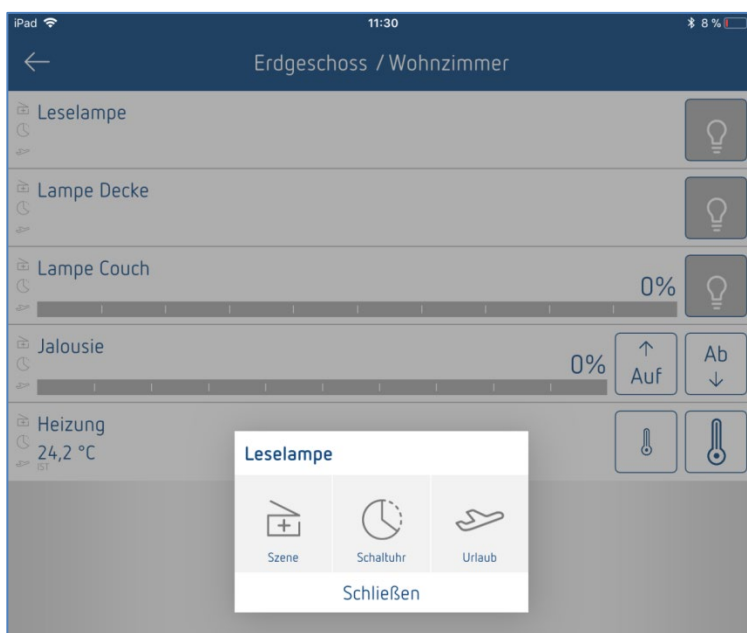 iPad 11:30 8 %
Erdgeschoss / Wohnzimmer
Leselampe
Lampe Decke
Lampe Couch
0%
Jalousie
0%
Auf
Ab
Heizung
24,2 °C
IST
Leselampe
Szene Schaltuhr Urlaub
Schließen